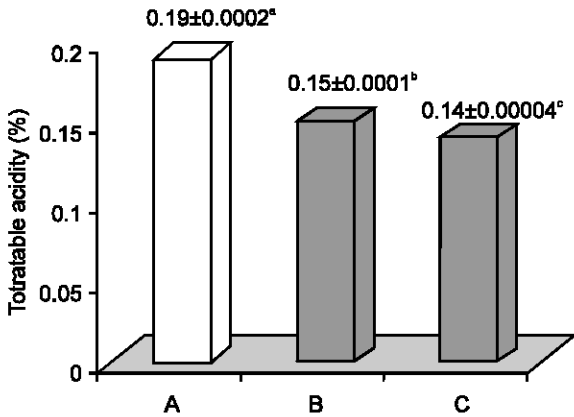 0.19±0.0002ᵃ
0.15±0.0001ᵇ
0.14±0.00004ᶜ
Totratable acidity (%)
0.2
0.15
0.1
0.05
0
A B C